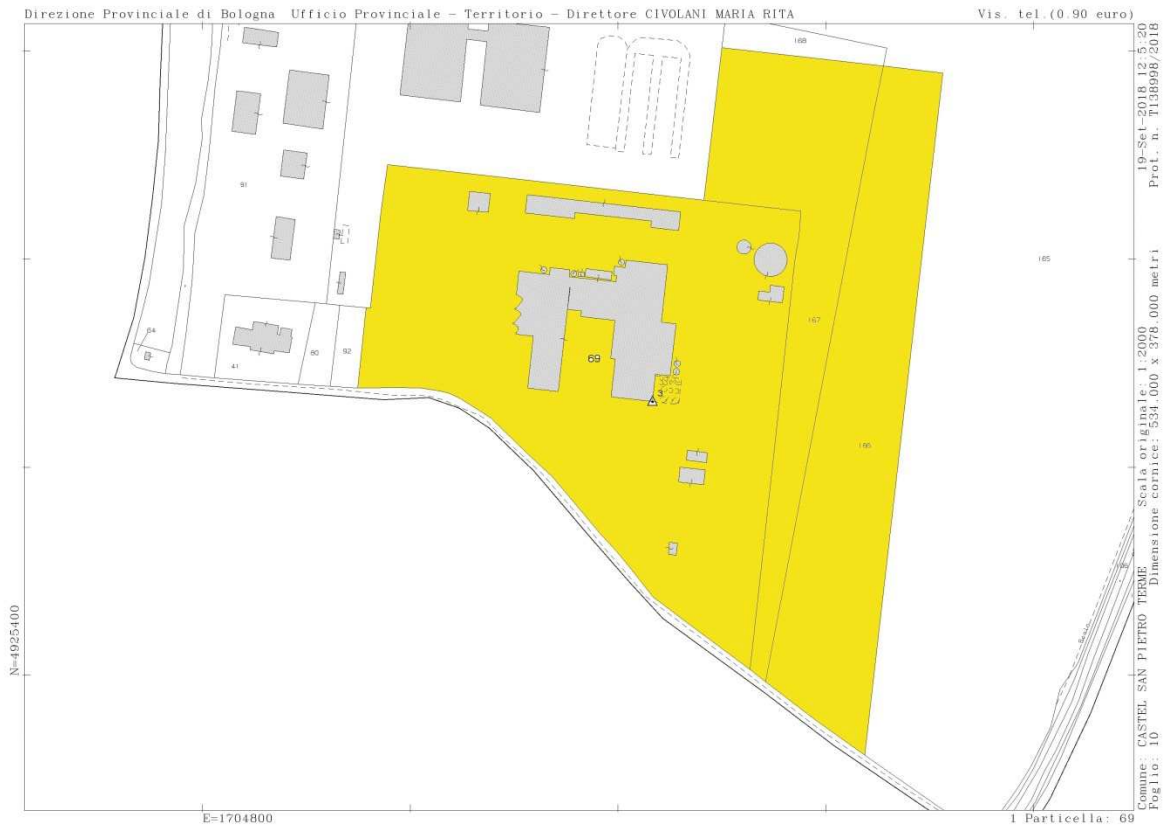 Direzione Provinciale di Bologna Ufficio Provinciale - Territorio - Direttore CIVOLANI MARIA RITA
Vis. tel.(0.90 euro)
168
91
165
167
64
41
80
92
69
3
166
N=4925400
E=1704800
1 Particella: 69
19-Set-2018 12:5:20
Prot. n. T138998/2018
Scala originale: 1:2000
Dimensione cornice: 534.000 x 378.000 metri
Comune: CASTEL SAN PIETRO TERME
Foglio: 10